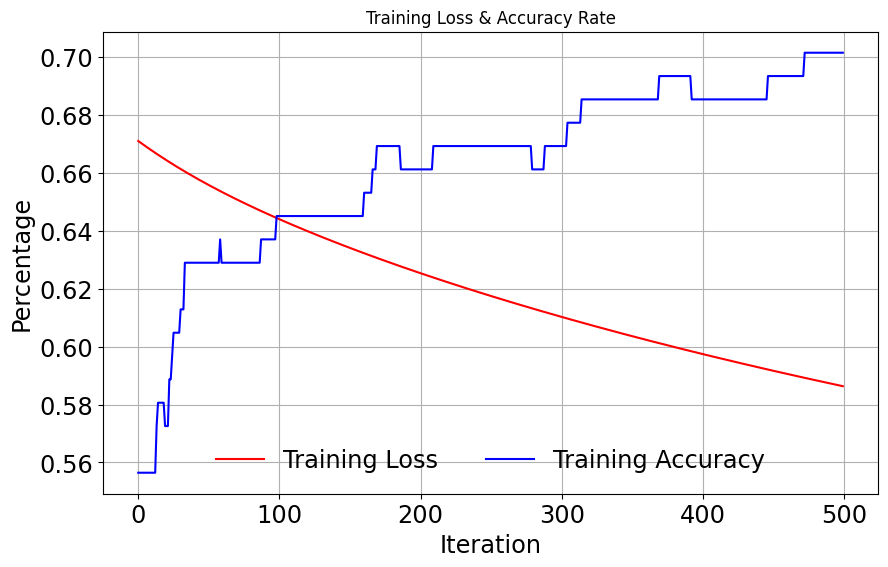 Training Loss & Accuracy Rate
0.70
0.68
0.66
0.64
0.62
0.60
0.58
0.56
Percentage
Training Loss
Training Accuracy
0 100 200 300 400 500
Iteration